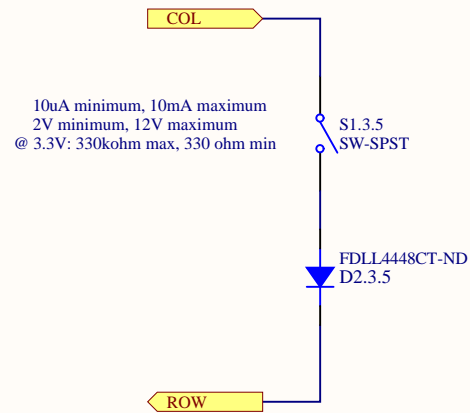 COL
10uA minimum, 10mA maximum
2V minimum, 12V maximum
@ 3.3V: 330kohm max, 330 ohm min
S1.3.5
SW-SPST
FDLL4448CT-ND
D2.3.5
ROW